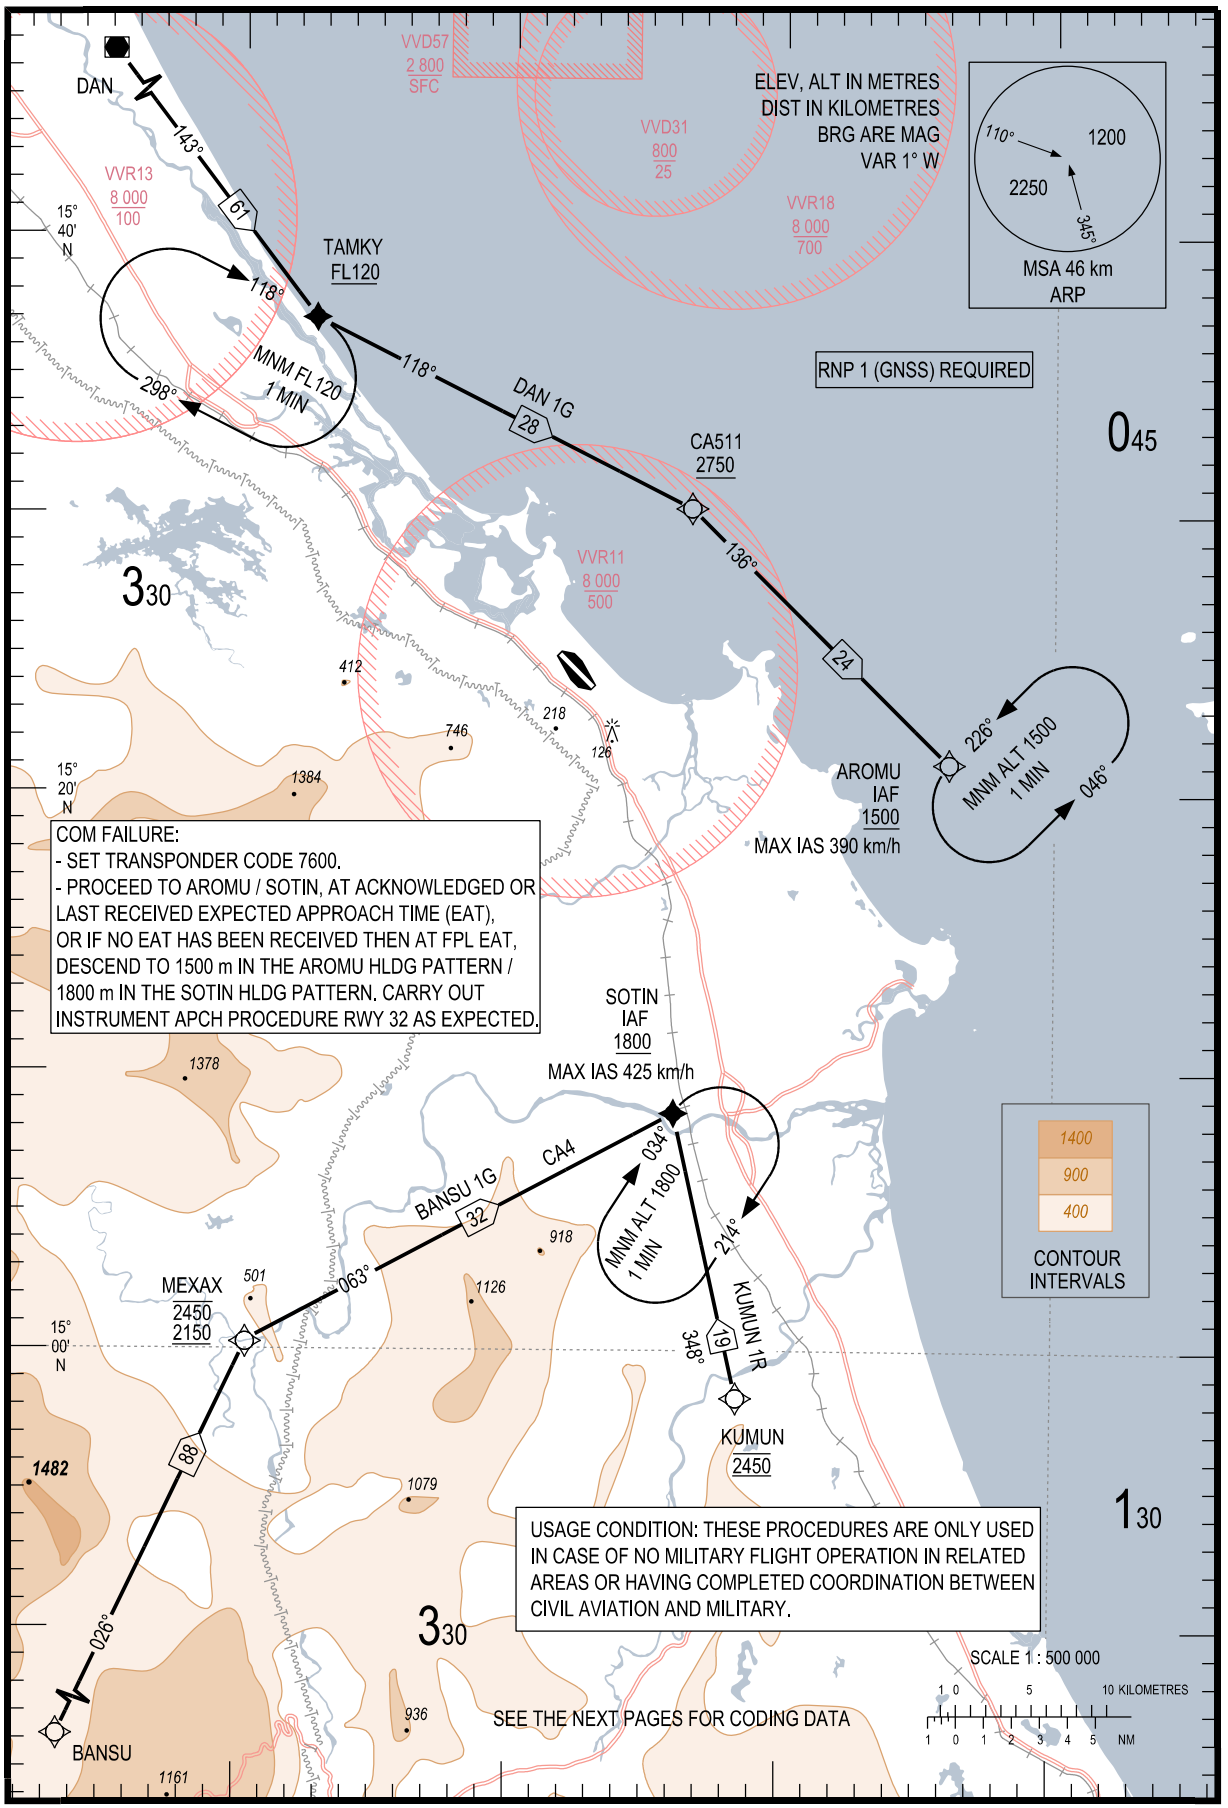 VVD57
2 800
SFC
DAN
ELEV, ALT IN METRES
DIST IN KILOMETRES
BRG ARE MAG
VAR 1° W
110°
1200
2250
345°
MSA 46 km
ARP
143°
VVD31
800
25
VVR13
8 000
100
VVR18
8 000
700
61
15°
40'
N
TAMKY
FL120
118°
298°
MNM FL120
1 MIN
118°
DAN 1G
28
RNP 1 (GNSS) REQUIRED
CA511
2750
045
136°
VVR11
8 000
500
330
24
412
218
746
126
1384
15°
20'
N
226°
MNM ALT 1500
1 MIN
046°
AROMU
IAF
1500
MAX IAS 390 km/h
COM FAILURE:
- SET TRANSPONDER CODE 7600.
- PROCEED TO AROMU / SOTIN, AT ACKNOWLEDGED OR
LAST RECEIVED EXPECTED APPROACH TIME (EAT),
OR IF NO EAT HAS BEEN RECEIVED THEN AT FPL EAT,
DESCEND TO 1500 m IN THE AROMU HLDG PATTERN /
1800 m IN THE SOTIN HLDG PATTERN. CARRY OUT
INSTRUMENT APCH PROCEDURE RWY 32 AS EXPECTED.
SOTIN
IAF
1800
MAX IAS 425 km/h
1378
034°
MNM ALT 1800
1 MIN
214°
CA4
BANSU 1G
32
063°
918
1126
501
MEXAX
2450
2150
1400
900
400
CONTOUR
INTERVALS
15°
00'
N
KUMUN 1R
19
348°
KUMUN
2450
88
1482
1079
026°
USAGE CONDITION: THESE PROCEDURES ARE ONLY USED
IN CASE OF NO MILITARY FLIGHT OPERATION IN RELATED
AREAS OR HAVING COMPLETED COORDINATION BETWEEN
CIVIL AVIATION AND MILITARY.
130
330
SCALE 1 : 500 000
1 0 5 10 KILOMETRES
1 0 1 2 3 4 5 NM
936
SEE THE NEXT PAGES FOR CODING DATA
BANSU
1161